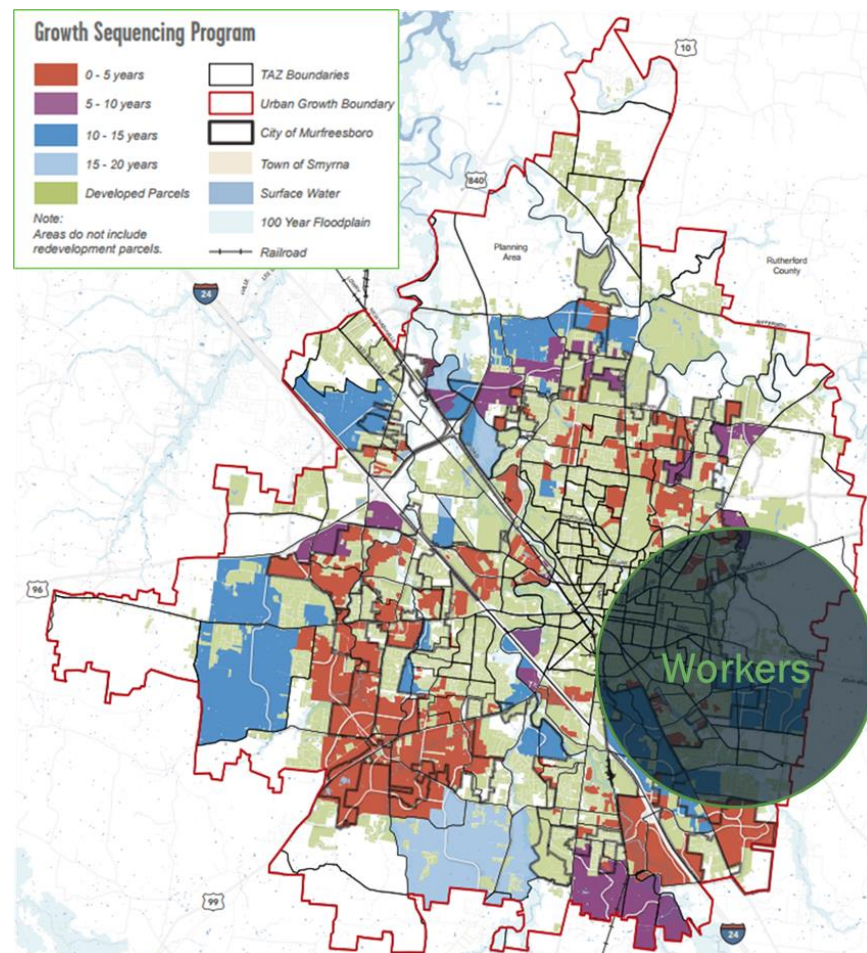 Growth Sequencing Program
0 - 5 years
5 - 10 years
10 - 15 years
15 - 20 years
Developed Parcels
Note:
Areas do not include
redevelopment parcels.
TAZ Boundaries
Urban Growth Boundary
City of Murfreesboro
Town of Smyrna
Surface Water
100 Year Floodplain
Railroad
10
840
Planning
Area
Rutherford
County
24
96
Workers
99
24